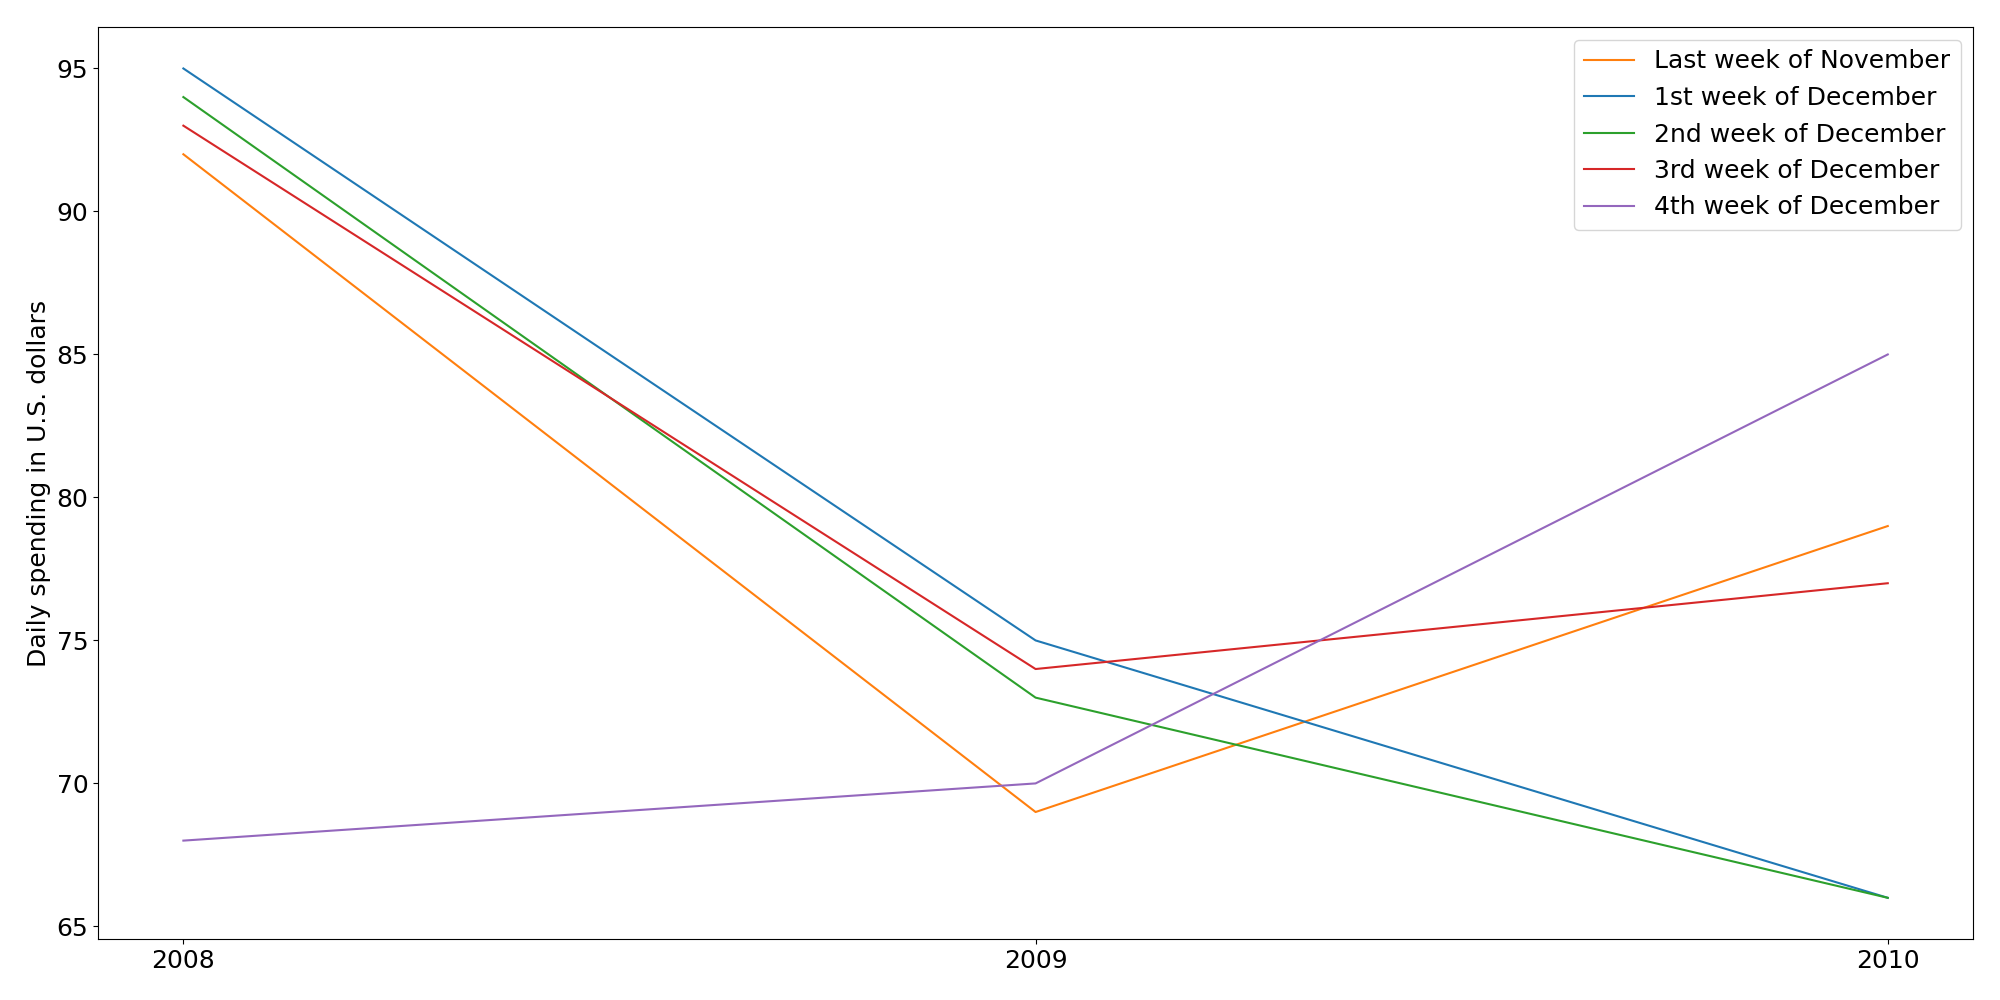 Daily spending in U.S. dollars
95
90
85
80
75
70
65
2008
2009
2010
Last week of November
1st week of December
2nd week of December
3rd week of December
4th week of December